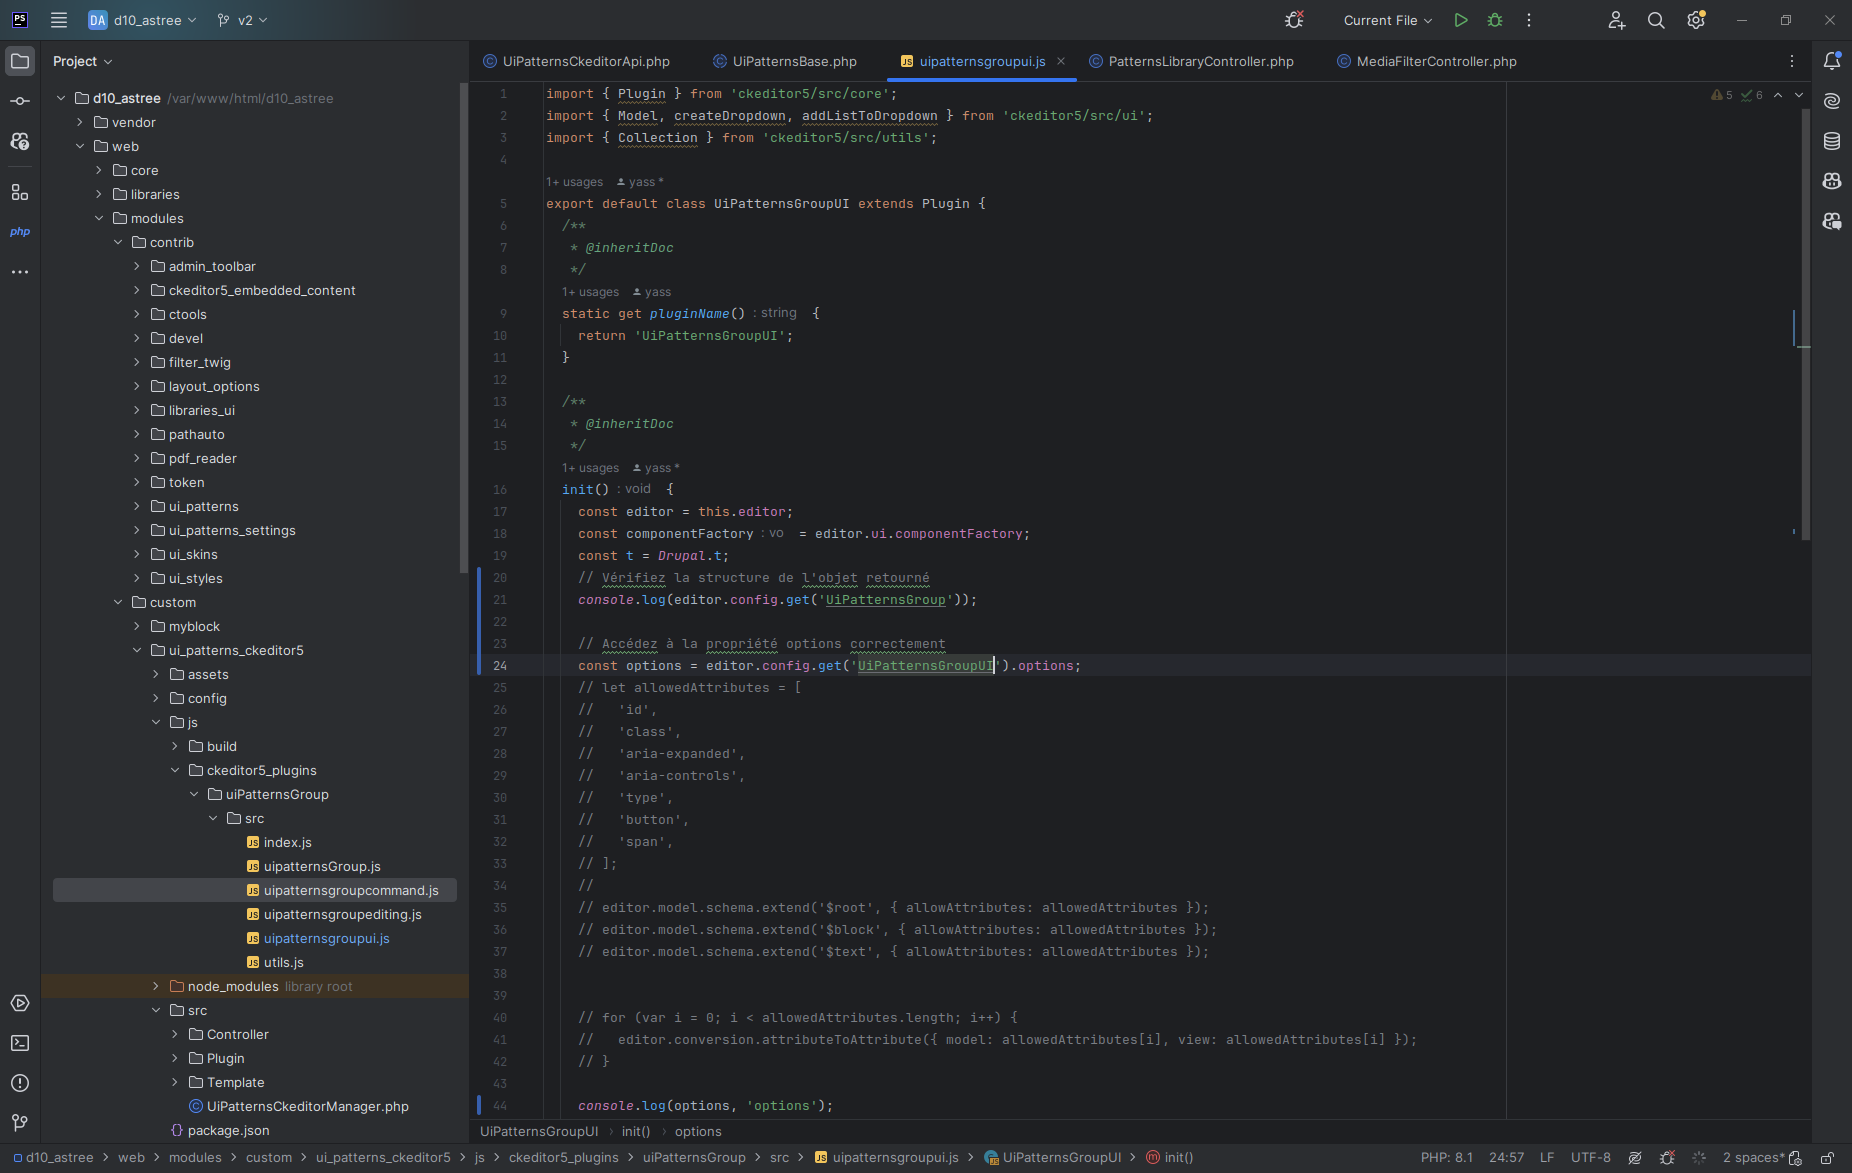 PS DA d10_astree v2 Current File
Project
d10_astree /var/www/html/d10_astree
vendor
web
core
libraries
modules
contrib
admin_toolbar
ckeditor5_embedded_content
ctools
devel
filter_twig
layout_options
libraries_ui
pathauto
pdf_reader
token
ui_patterns
ui_patterns_settings
ui_skins
ui_styles
custom
myblock
ui_patterns_ckeditor5
assets
config
js
build
ckeditor5_plugins
uiPatternsGroup
src
JS index.js
JS uipatternsGroup.js
JS uipatternsgroupcommand.js
JS uipatternsgroupediting.js
JS uipatternsgroupui.js
JS utils.js
node_modules library root
src
Controller
Plugin
Template
UiPatternsCkeditorManager.php
package.json
php
UiPatternsCkeditorApi.php UiPatternsBase.php JS uipatternsgroupui.js PatternsLibraryController.php MediaFilterController.php
5 6
1 import { Plugin } from 'ckeditor5/src/core';
2 import { Model, createDropdown, addListToDropdown } from 'ckeditor5/src/ui';
3 import { Collection } from 'ckeditor5/src/utils';
4
1+ usages yass *
5 export default class UiPatternsGroupUI extends Plugin {
6 /**
7 * @inheritDoc
8 */
1+ usages yass
9 static get pluginName() : string {
10 return 'UiPatternsGroupUI';
11 }
12
13 /**
14 * @inheritDoc
15 */
1+ usages yass *
16 init() : void {
17 const editor = this.editor;
18 const componentFactory : vo = editor.ui.componentFactory;
19 const t = Drupal.t;
20 // Vérifiez la structure de l'objet retourné
21 console.log(editor.config.get('UiPatternsGroup'));
22
23 // Accédez à la propriété options correctement
24 const options = editor.config.get('UiPatternsGroupUI').options;
25 // let allowedAttributes = [
26 // 'id',
27 // 'class',
28 // 'aria-expanded',
29 // 'aria-controls',
30 // 'type',
31 // 'button',
32 // 'span',
33 // ];
34 //
35 // editor.model.schema.extend('$root', { allowAttributes: allowedAttributes });
36 // editor.model.schema.extend('$block', { allowAttributes: allowedAttributes });
37 // editor.model.schema.extend('$text', { allowAttributes: allowedAttributes });
38
39
40 // for (var i = 0; i < allowedAttributes.length; i++) {
41 // editor.conversion.attributeToAttribute({ model: allowedAttributes[i], view: allowedAttributes[i] });
42 // }
43
44 console.log(options, 'options');
UiPatternsGroupUI › init() › options
d10_astree › web › modules › custom › ui_patterns_ckeditor5 › js › ckeditor5_plugins › uiPatternsGroup › src › JS uipatternsgroupui.js › UiPatternsGroupUI › m init() PHP: 8.1 24:57 LF UTF-8 2 spaces*